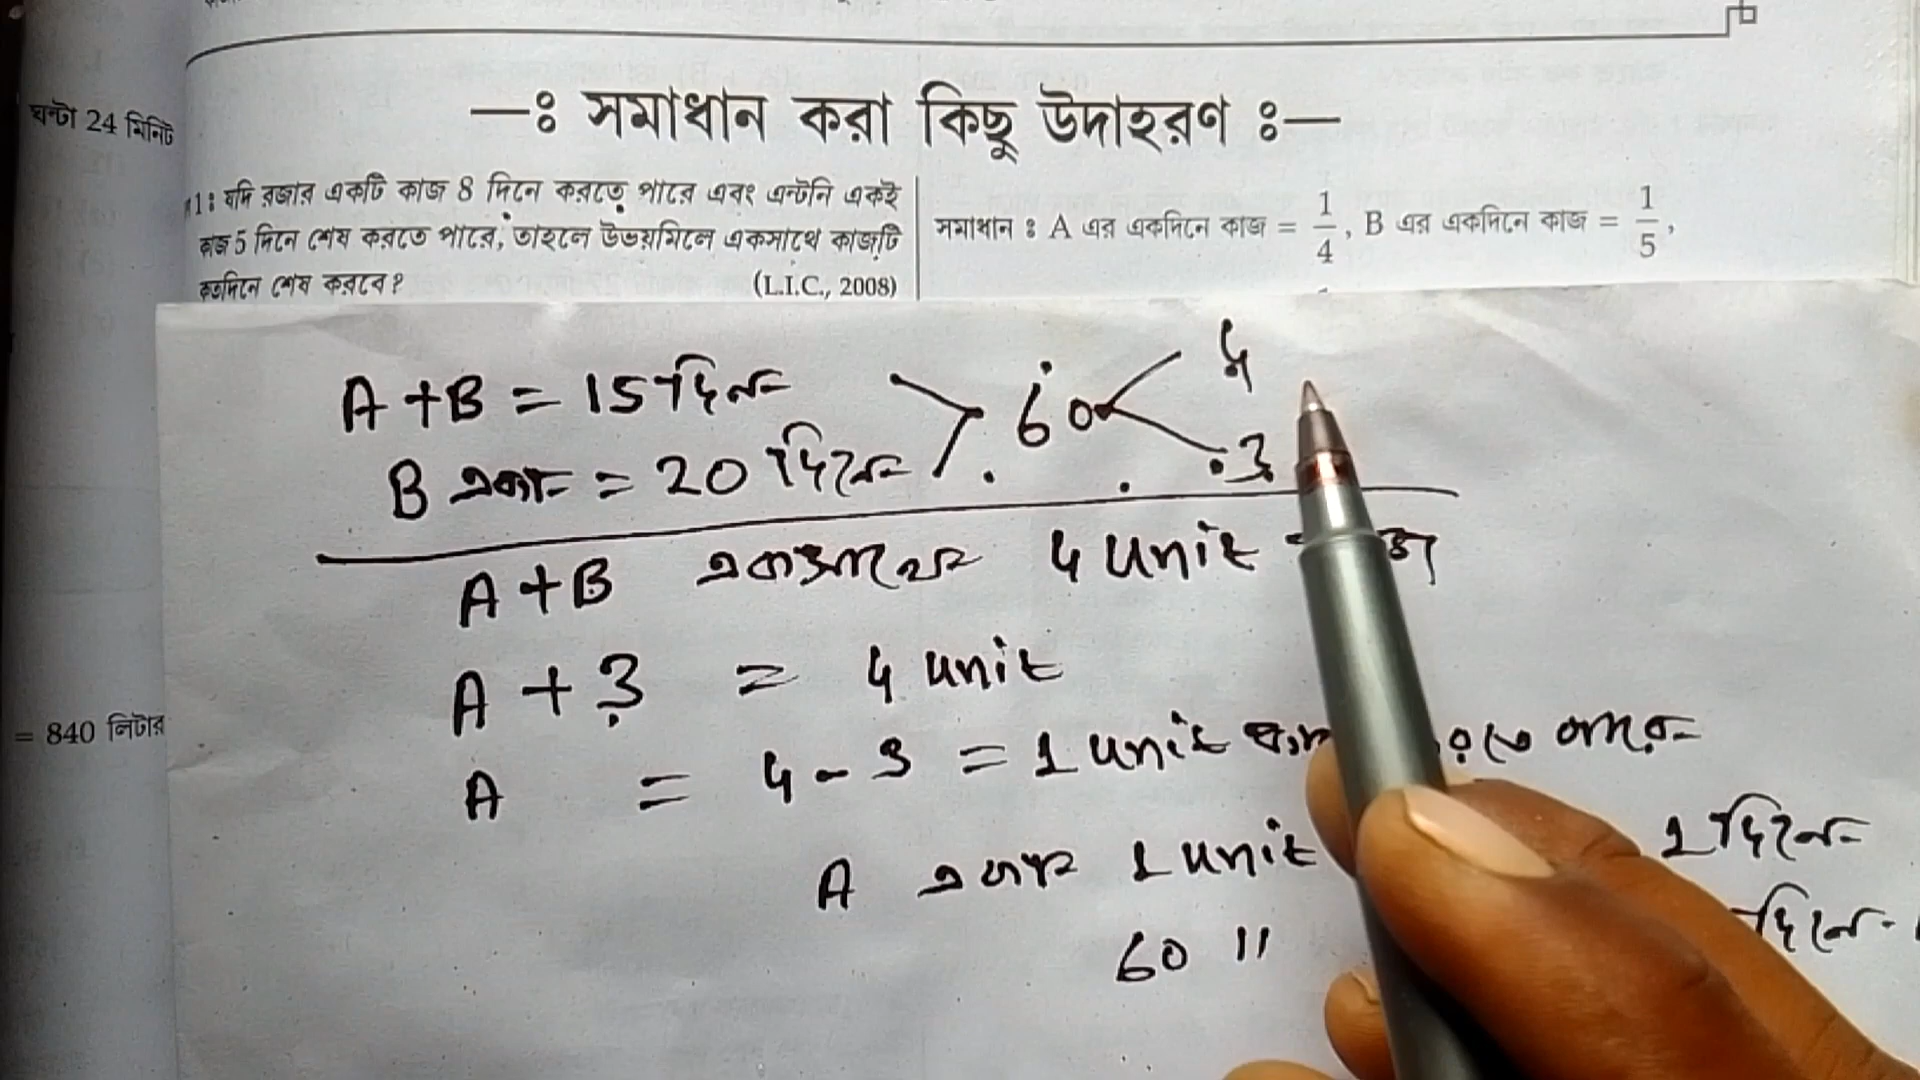 ঘন্টা 24 মিনিট
= 840 লিটার
—ঃ সমাধান করা কিছু উদাহরণ ঃ—
1ঃ যদি রজার একটি কাজ 8 দিনে করতে পারে এবং এন্টনি একই
কাজ 5 দিনে শেষ করতে পারে, তাহলে উভয়মিলে একসাথে কাজটি
কতদিনে শেষ করবে?
(L.I.C., 2008)
সমাধান ঃ A এর একদিনে কাজ = 1/4, B এর একদিনে কাজ = 1/5,
A+B = 15 দিনে 4
60
B একা = 20 দিনে 3
A+B একসাথে 4 unit
A + 3 = 4 unit
A = 4 - 3 = 1 unit করতে পারে
A একা 1 unit 1 দিনে
60 " দিনে